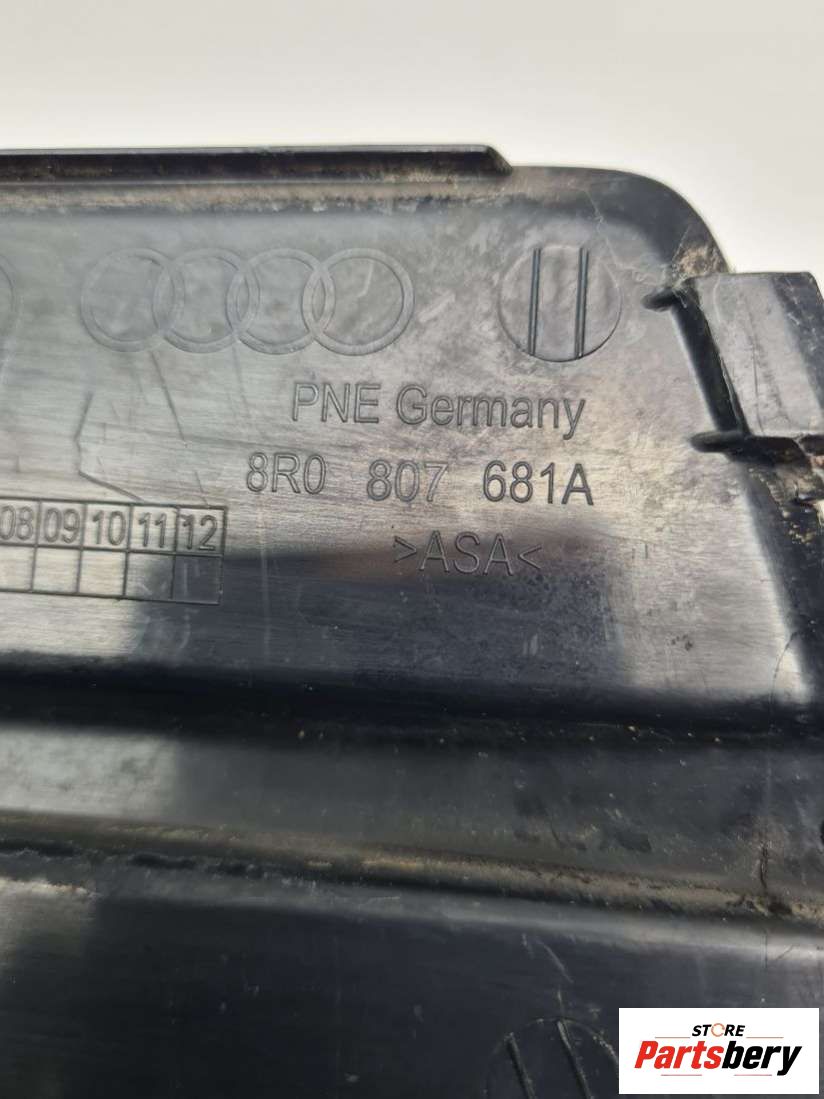 PNE Germany
8R0 807 681A
08 09 10 11 12
>ASA<
STORE
Partsbery